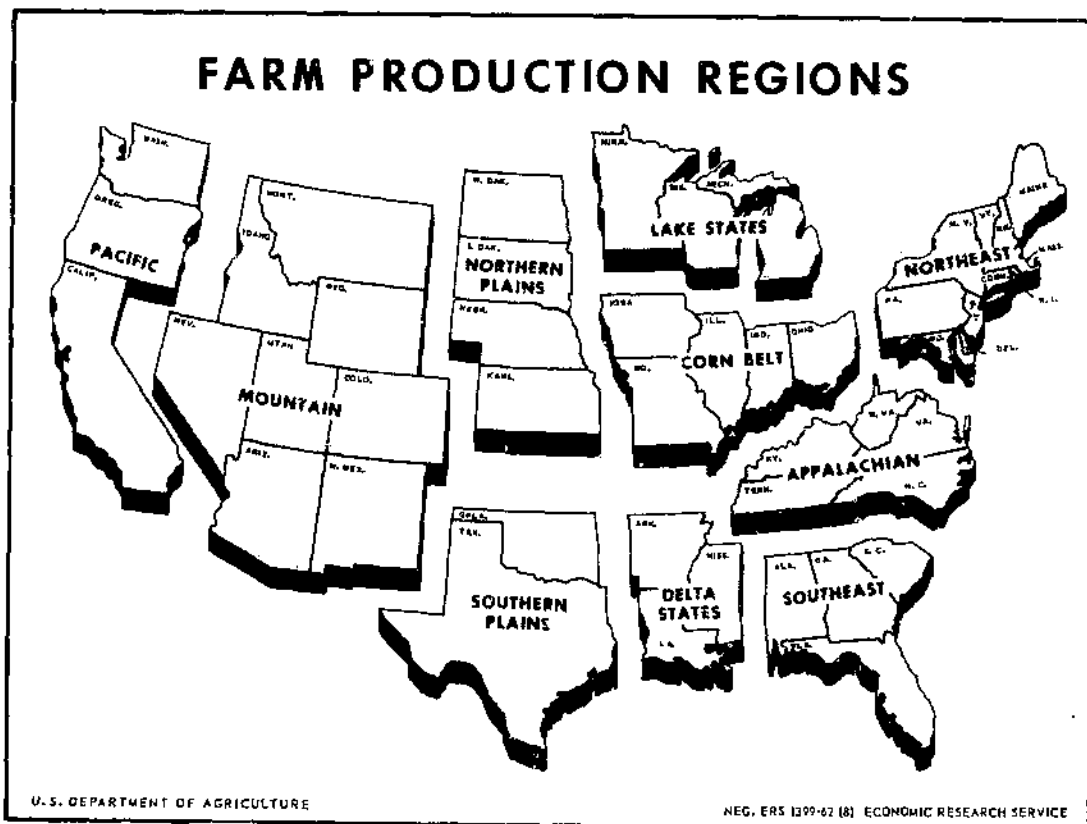 FARM PRODUCTION REGIONS
WASH.
OREG.
PACIFIC
CALIF.
MONT.
IDAHO
WYO.
NEV.
UTAH
COLO.
MOUNTAIN
ARIZ.
N. MEX.
N. DAK.
S. DAK.
NORTHERN
PLAINS
NEBR.
KANS.
OKLA.
TEX.
SOUTHERN
PLAINS
MINN.
WIS.
MICH.
LAKE STATES
IOWA
ILL.
IND.
OHIO
MO.
CORN BELT
ARK.
MISS.
DELTA
STATES
LA.
MAINE
N. Y.
VT.
N.H.
MASS.
NORTHEAST
CONN.
R. I.
PA.
DEL.
W. VA.
VA.
KY.
APPALACHIAN
TENN.
N. C.
ALA.
GA.
S. C.
SOUTHEAST
FLA.
U. S. DEPARTMENT OF AGRICULTURE
NEG. ERS 1399-62 (8) ECONOMIC RESEARCH SERVICE